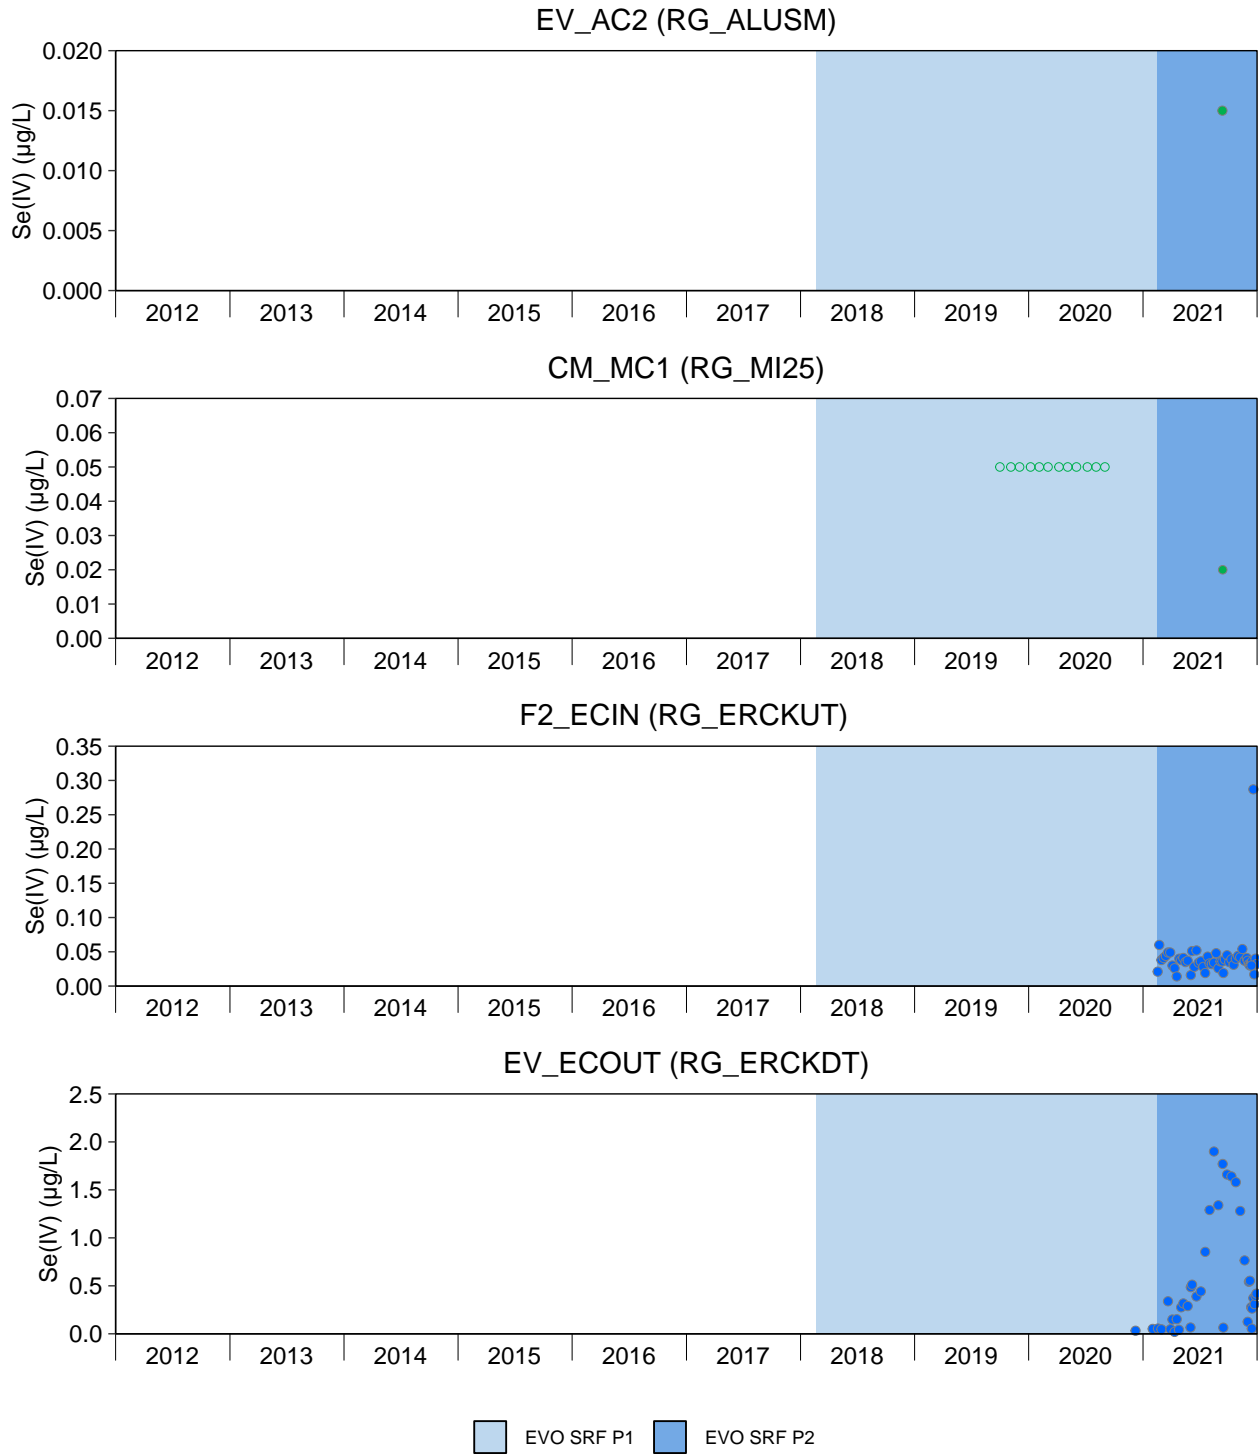 EV_AC2 (RG_ALUSM)
Se(IV) (µg/L)
0.020
0.015
0.010
0.005
0.000
2012 2013 2014 2015 2016 2017 2018 2019 2020 2021
CM_MC1 (RG_MI25)
Se(IV) (µg/L)
0.07
0.06
0.05
0.04
0.03
0.02
0.01
0.00
2012 2013 2014 2015 2016 2017 2018 2019 2020 2021
F2_ECIN (RG_ERCKUT)
Se(IV) (µg/L)
0.35
0.30
0.25
0.20
0.15
0.10
0.05
0.00
2012 2013 2014 2015 2016 2017 2018 2019 2020 2021
EV_ECOUT (RG_ERCKDT)
Se(IV) (µg/L)
2.5
2.0
1.5
1.0
0.5
0.0
2012 2013 2014 2015 2016 2017 2018 2019 2020 2021
EVO SRF P1 EVO SRF P2